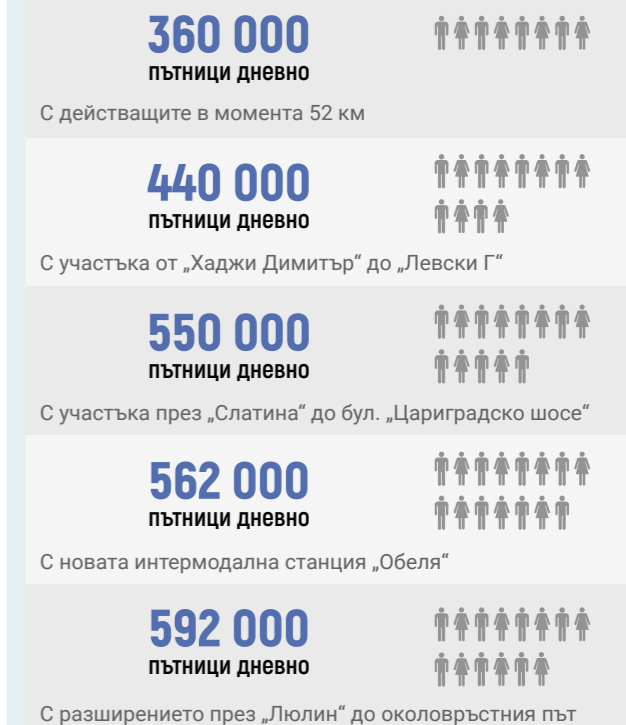 360 000
пътници дневно
С действащите в момента 52 км
440 000
пътници дневно
С участъка от „Хаджи Димитър“ до „Левски Г“
550 000
пътници дневно
С участъка през „Слатина“ до бул. „Цариградско шосе“
562 000
пътници дневно
С новата интермодална станция „Обеля“
592 000
пътници дневно
С разширението през „Люлин“ до околовръстния път